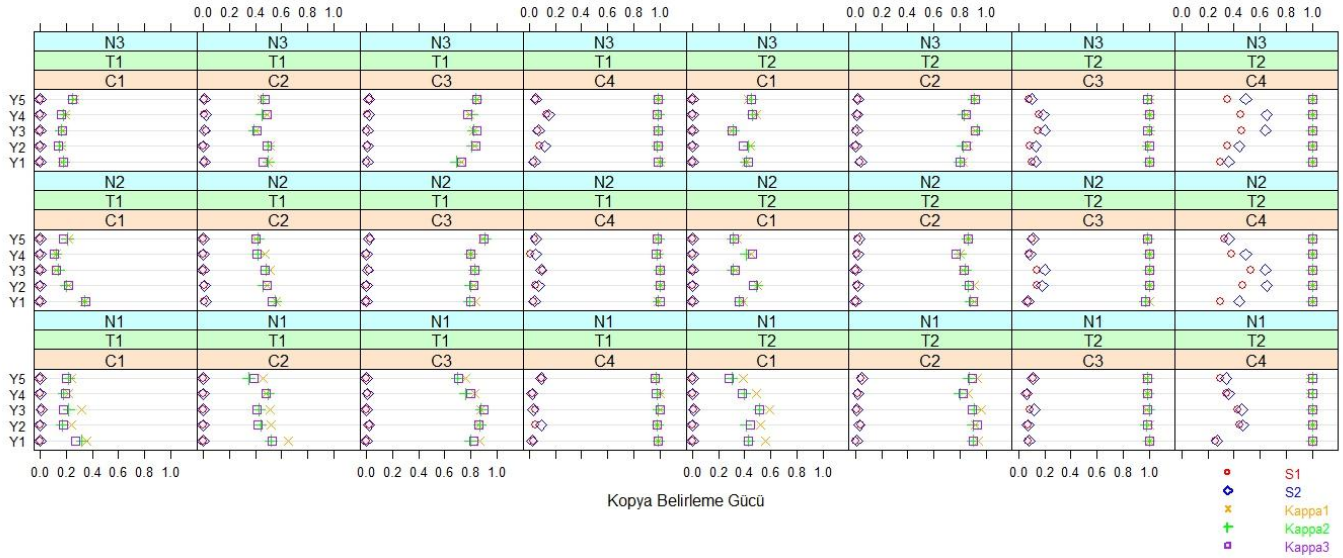 0.0 0.2 0.4 0.6 0.8 1.0 0.0 0.2 0.4 0.6 0.8 1.0 0.0 0.2 0.4 0.6 0.8 1.0 0.0 0.2 0.4 0.6 0.8 1.0
N3 N3 N3 N3 N3 N3 N3 N3
T1 T1 T1 T1 T2 T2 T2 T2
C1 C2 C3 C4 C1 C2 C3 C4
Y5
Y4
Y3
Y2
Y1
N2 N2 N2 N2 N2 N2 N2 N2
T1 T1 T1 T1 T2 T2 T2 T2
C1 C2 C3 C4 C1 C2 C3 C4
Y5
Y4
Y3
Y2
Y1
N1 N1 N1 N1 N1 N1 N1 N1
T1 T1 T1 T1 T2 T2 T2 T2
C1 C2 C3 C4 C1 C2 C3 C4
Y5
Y4
Y3
Y2
Y1
0.0 0.2 0.4 0.6 0.8 1.0 0.0 0.2 0.4 0.6 0.8 1.0 0.0 0.2 0.4 0.6 0.8 1.0 0.0 0.2 0.4 0.6 0.8 1.0
Kopya Belirleme Gücü
S1
S2
Kappa1
Kappa2
Kappa3